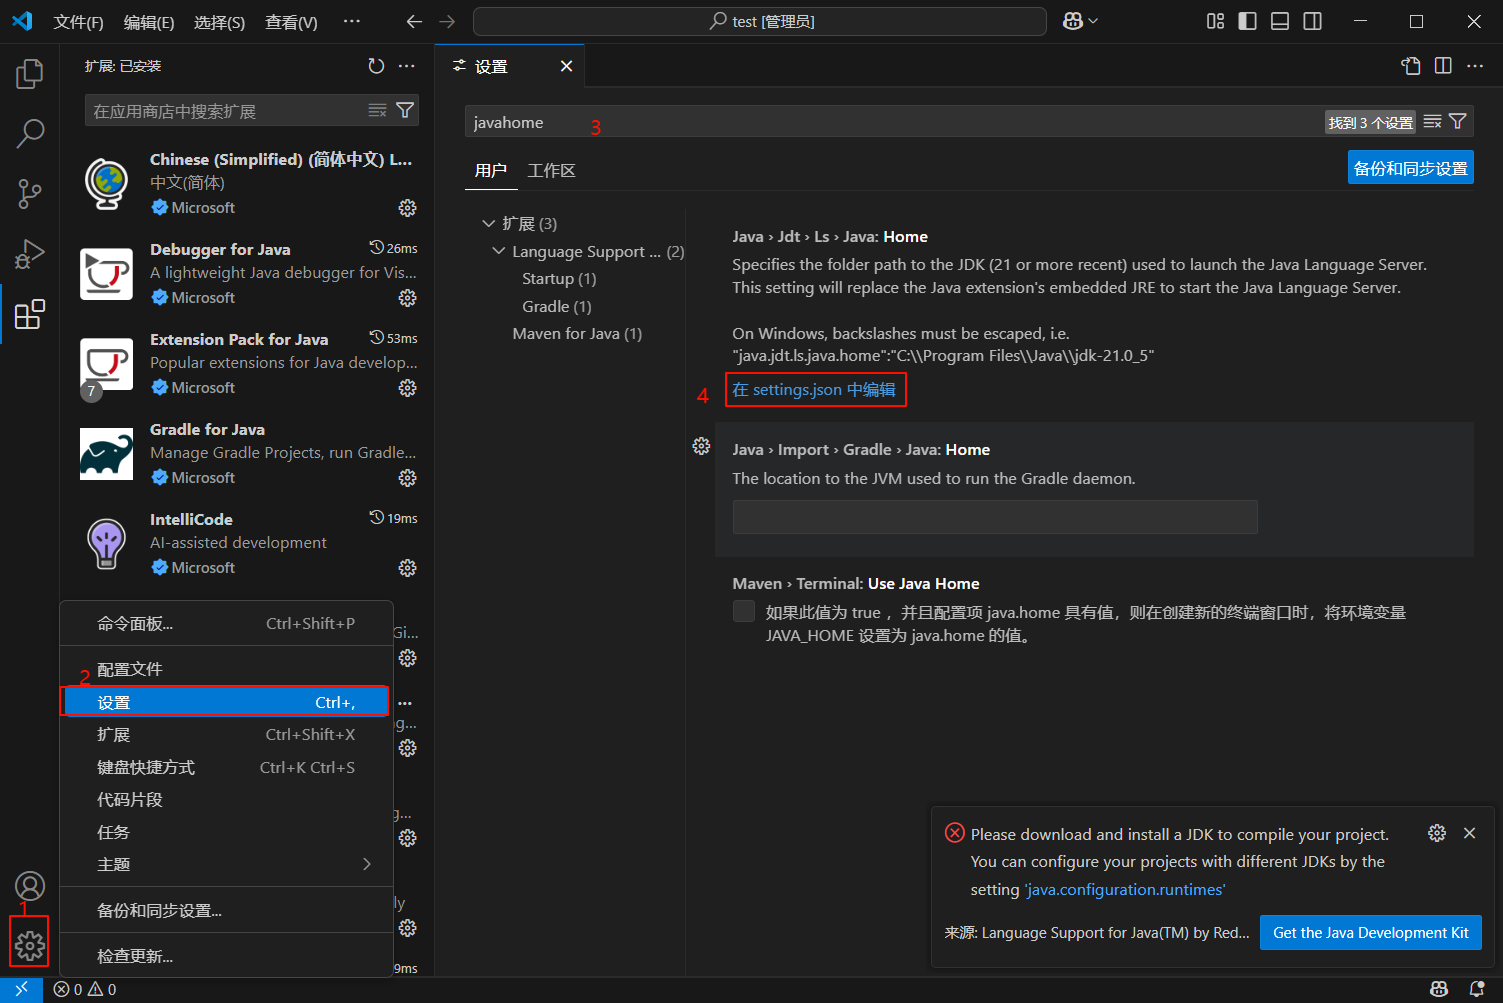 文件(F) 编辑(E) 选择(S) 查看(V) ··· test [管理员]
扩展: 已安装
在应用商店中搜索扩展
Chinese (Simplified) (简体中文) L...
中文(简体)
Microsoft
Debugger for Java 26ms
A lightweight Java debugger for Vis...
Microsoft
Extension Pack for Java 53ms
Popular extensions for Java develop...
7 Microsoft
Gradle for Java
Manage Gradle Projects, run Gradle...
Microsoft
IntelliCode 19ms
AI-assisted development
Microsoft
Gi...
g...
g...
ly
9ms
命令面板... Ctrl+Shift+P
配置文件
2
设置 Ctrl+,
扩展 Ctrl+Shift+X
键盘快捷方式 Ctrl+K Ctrl+S
代码片段
任务
主题
备份和同步设置...
检查更新...
1
设置
javahome 3 找到 3 个设置
用户 工作区 备份和同步设置
扩展 (3)
Language Support ... (2)
Startup (1)
Gradle (1)
Maven for Java (1)
Java › Jdt › Ls › Java: Home
Specifies the folder path to the JDK (21 or more recent) used to launch the Java Language Server.
This setting will replace the Java extension's embedded JRE to start the Java Language Server.
On Windows, backslashes must be escaped, i.e.
"java.jdt.ls.java.home":"C:\\Program Files\\Java\\jdk-21.0_5"
4 在 settings.json 中编辑
Java › Import › Gradle › Java: Home
The location to the JVM used to run the Gradle daemon.
Maven › Terminal: Use Java Home
如果此值为 true ，并且配置项 java.home 具有值，则在创建新的终端窗口时，将环境变量
JAVA_HOME 设置为 java.home 的值。
Please download and install a JDK to compile your project.
You can configure your projects with different JDKs by the
setting 'java.configuration.runtimes'
来源: Language Support for Java(TM) by Red... Get the Java Development Kit
0 0